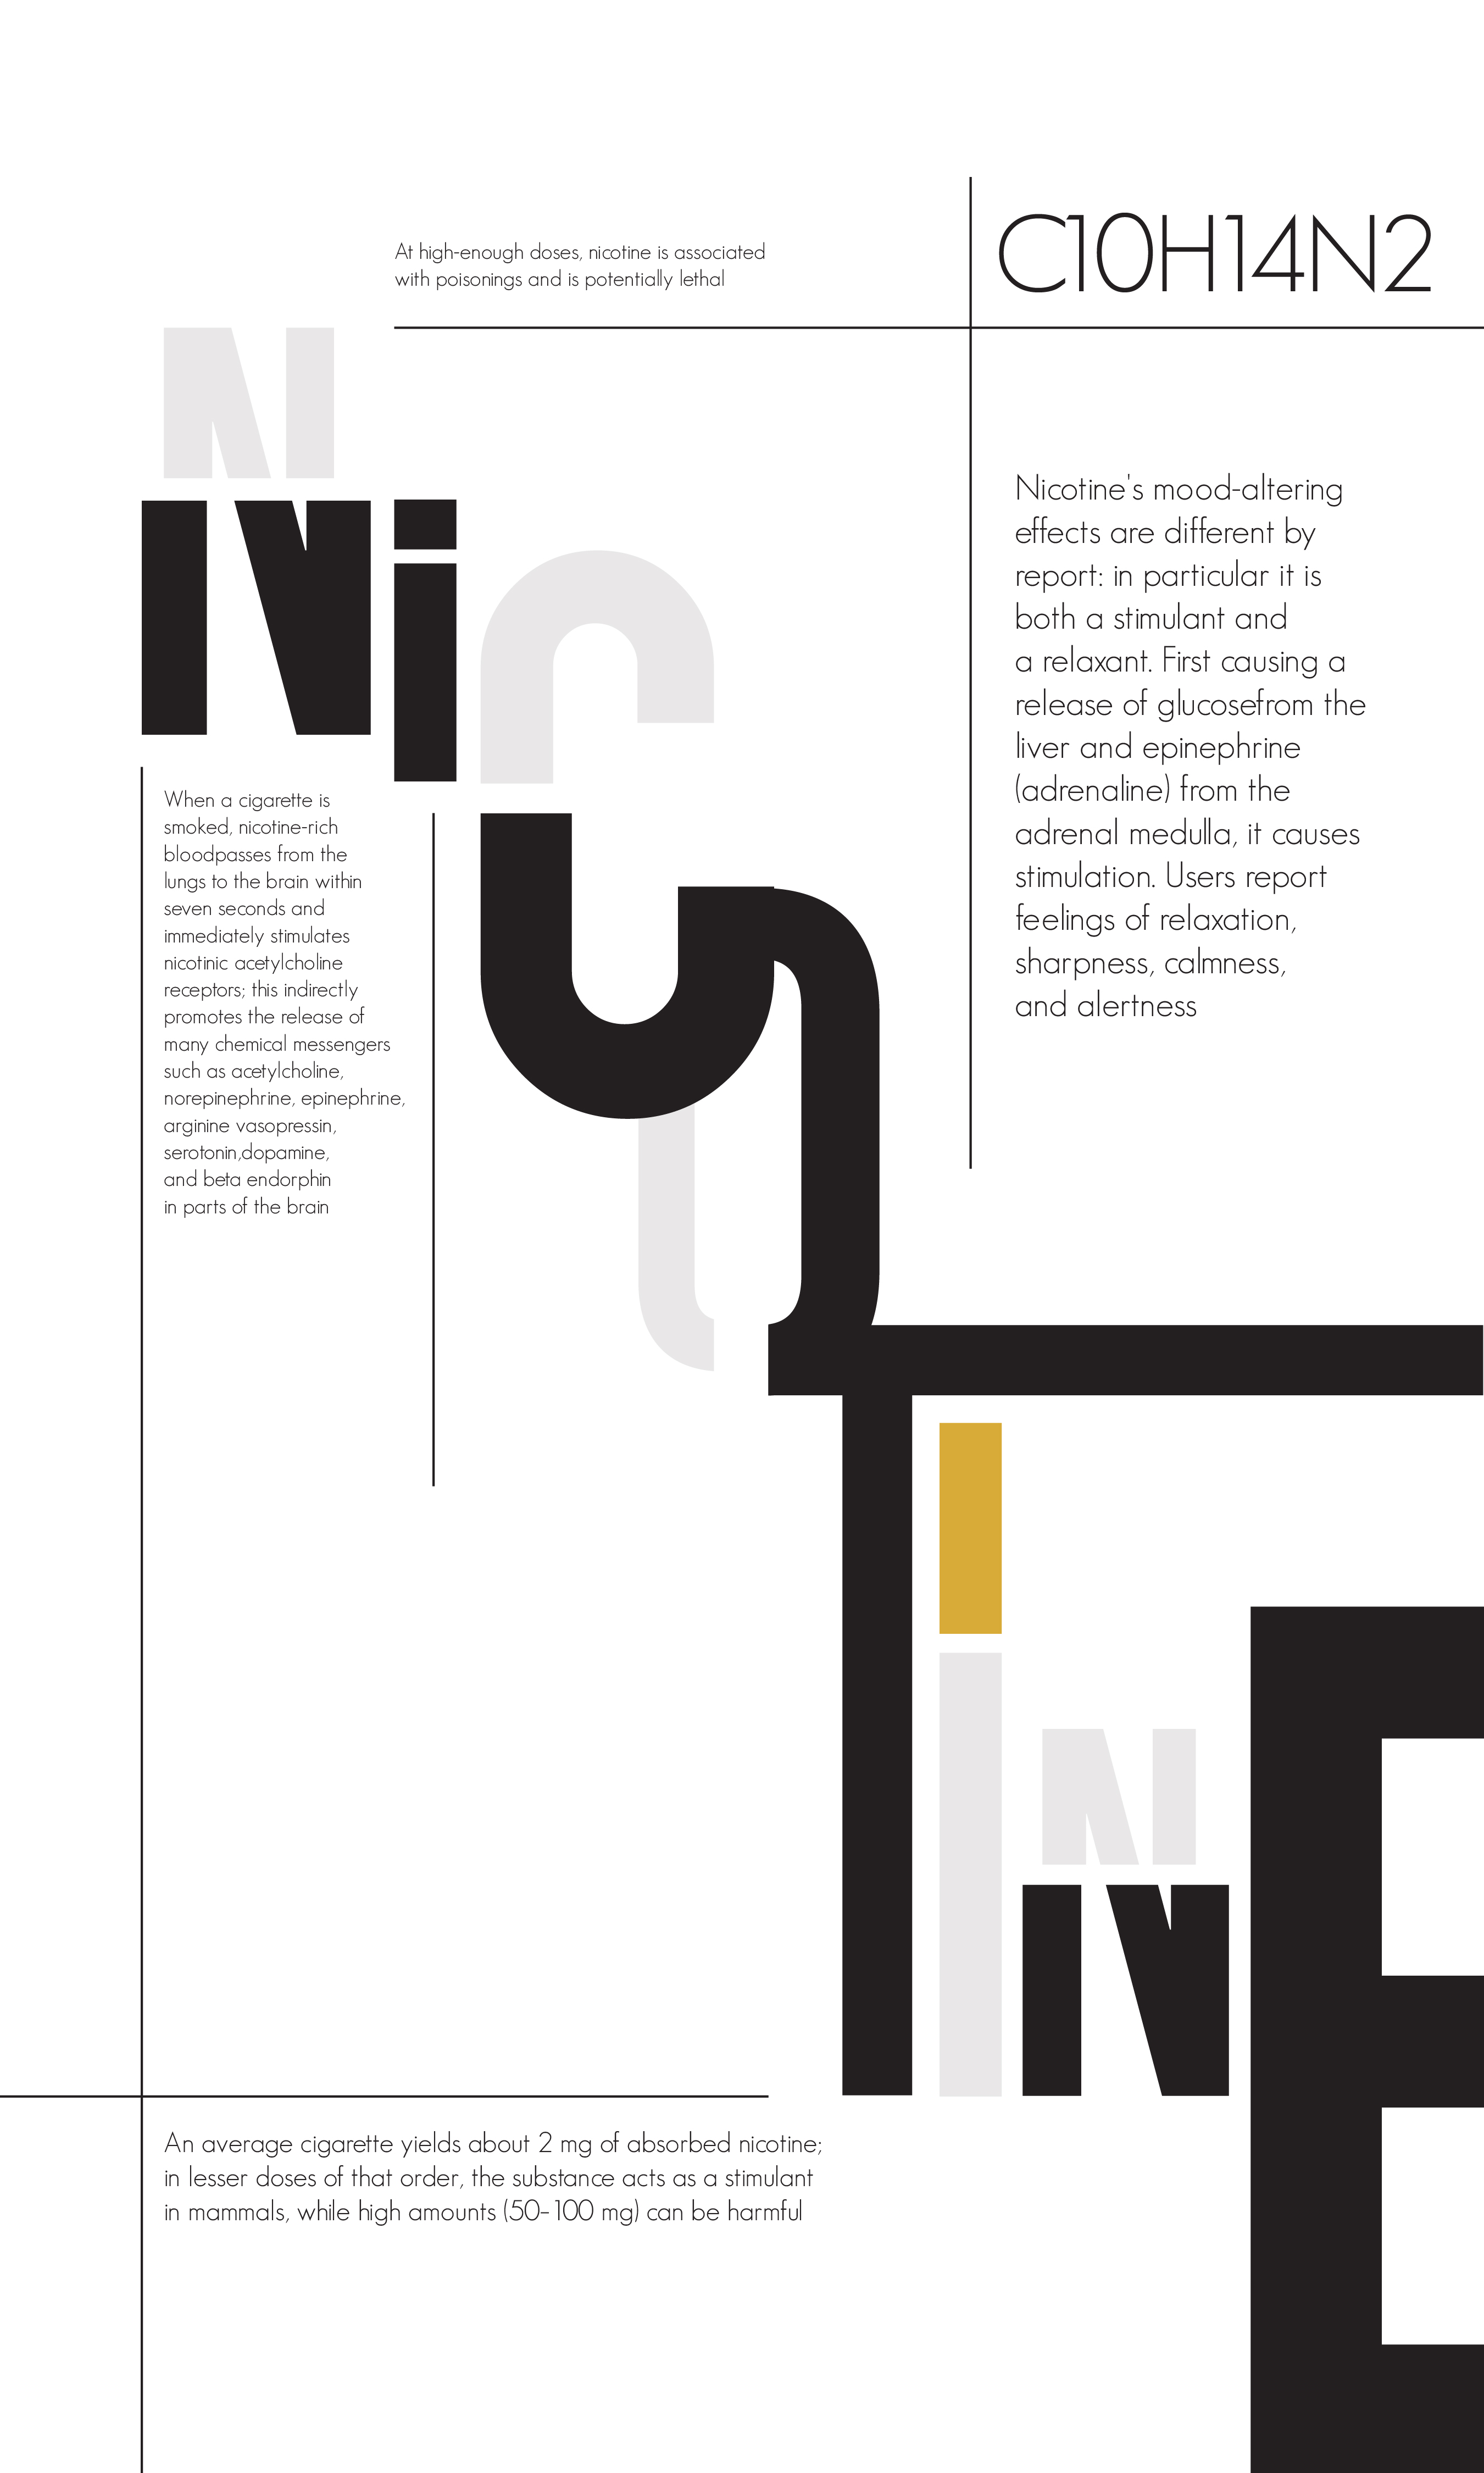 C10H14N2
At high-enough doses, nicotine is associated
with poisonings and is potentially lethal
NiCOTiNE
Nicotine's mood-altering
effects are different by
report: in particular it is
both a stimulant and
a relaxant. First causing a
release of glucosefrom the
liver and epinephrine
(adrenaline) from the
adrenal medulla, it causes
stimulation. Users report
feelings of relaxation,
sharpness, calmness,
and alertness
When a cigarette is
smoked, nicotine-rich
bloodpasses from the
lungs to the brain within
seven seconds and
immediately stimulates
nicotinic acetylcholine
receptors; this indirectly
promotes the release of
many chemical messengers
such as acetylcholine,
norepinephrine, epinephrine,
arginine vasopressin,
serotonin,dopamine,
and beta endorphin
in parts of the brain
An average cigarette yields about 2 mg of absorbed nicotine;
in lesser doses of that order, the substance acts as a stimulant
in mammals, while high amounts (50-100 mg) can be harmful